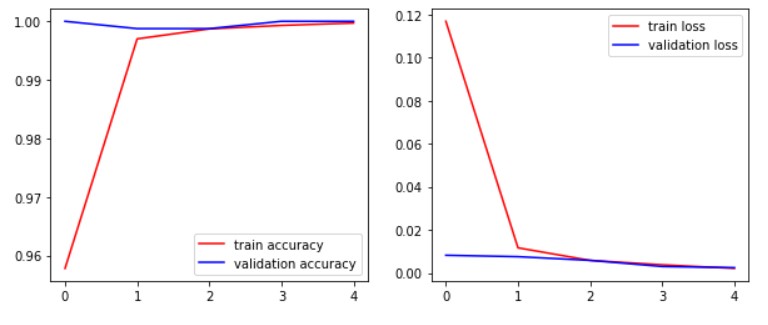 1.00
0.99
0.98
0.97
0.96
0 1 2 3 4
train accuracy
validation accuracy
0.12
0.10
0.08
0.06
0.04
0.02
0.00
0 1 2 3 4
train loss
validation loss